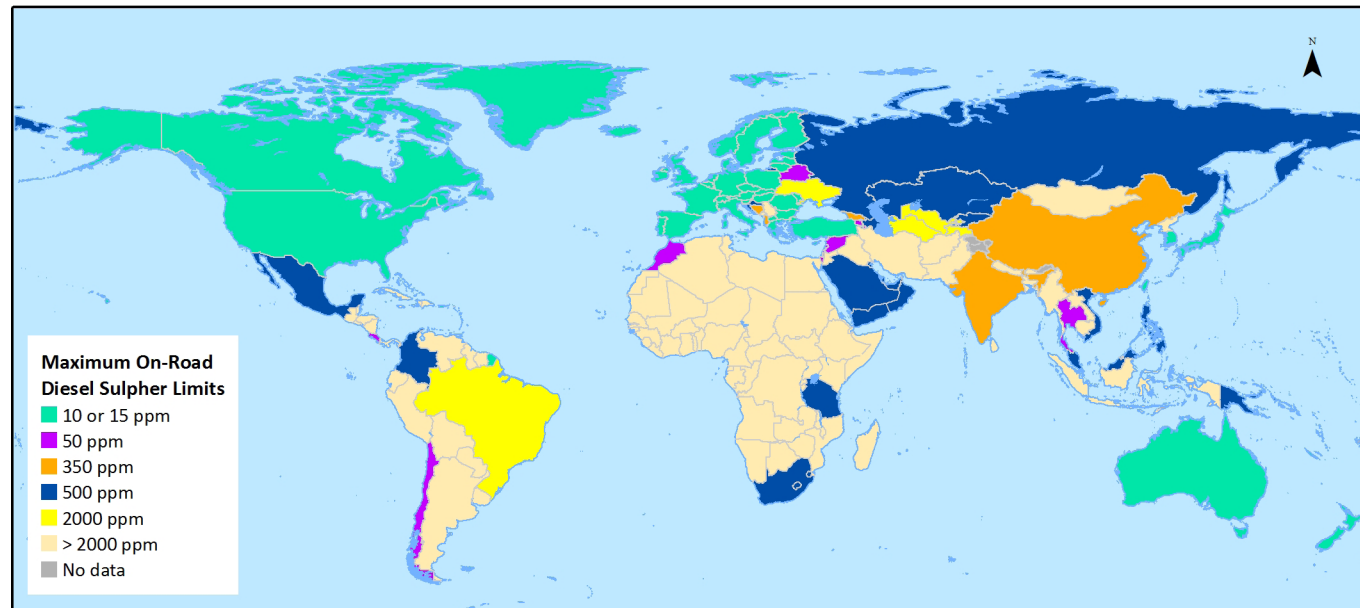 N
Maximum On-Road
Diesel Sulpher Limits
10 or 15 ppm
50 ppm
350 ppm
500 ppm
2000 ppm
> 2000 ppm
No data